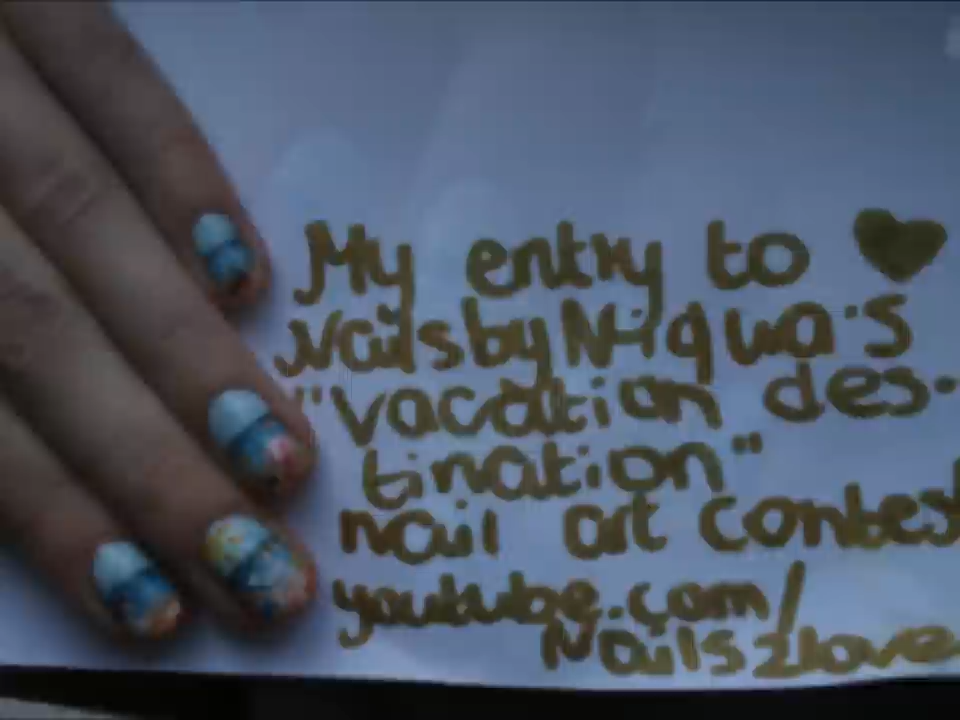 My entry to ♥
NailsbyNiqua's
"vacation des-
tination"
nail art contest
youtube.com/
Nails2love